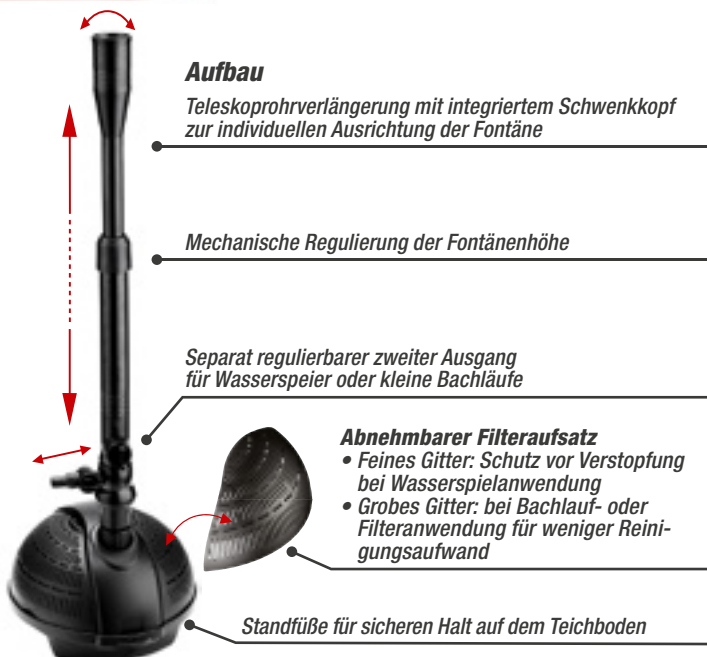 Aufbau
Teleskoprohrverlängerung mit integriertem Schwenkkopf
zur individuellen Ausrichtung der Fontäne
Mechanische Regulierung der Fontänenhöhe
Separat regulierbarer zweiter Ausgang
für Wasserspeier oder kleine Bachläufe
Abnehmbarer Filteraufsatz
• Feines Gitter: Schutz vor Verstopfung
bei Wasserspielanwendung
• Grobes Gitter: bei Bachlauf- oder
Filteranwendung für weniger Reini-
gungsaufwand
Standfüße für sicheren Halt auf dem Teichboden